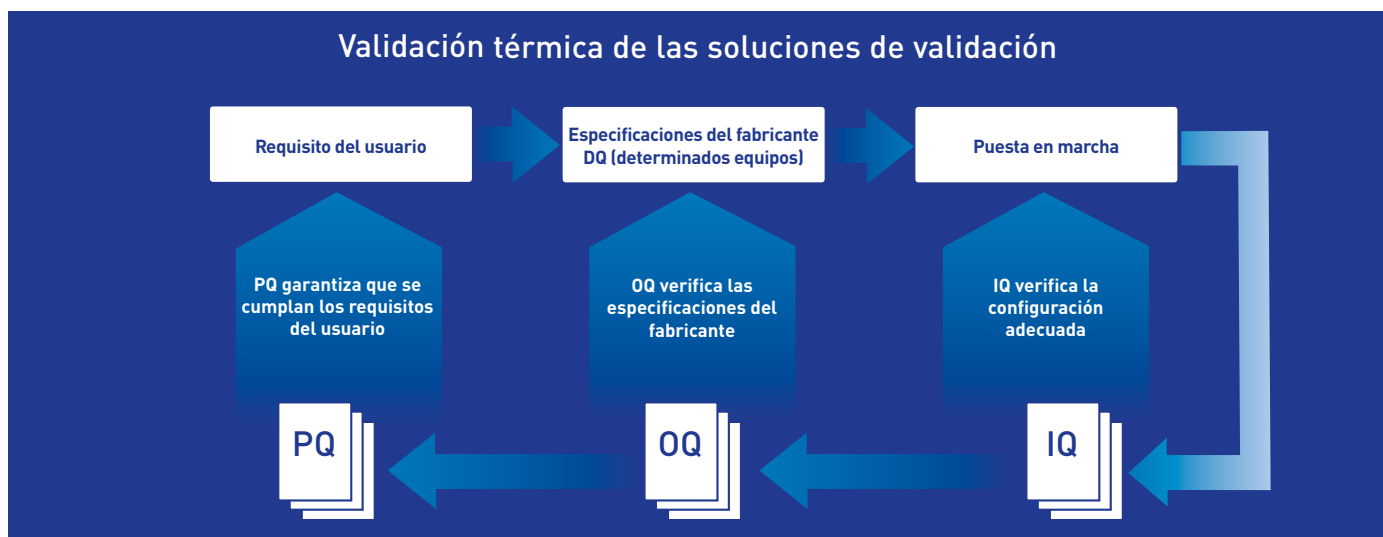 Validación térmica de las soluciones de validación
Requisito del usuario
Especificaciones del fabricante
DQ (determinados equipos)
Puesta en marcha
PQ garantiza que se
cumplan los requisitos
del usuario
OQ verifica las
especificaciones del
fabricante
IQ verifica la
configuración
adecuada
PQ
OQ
IQ